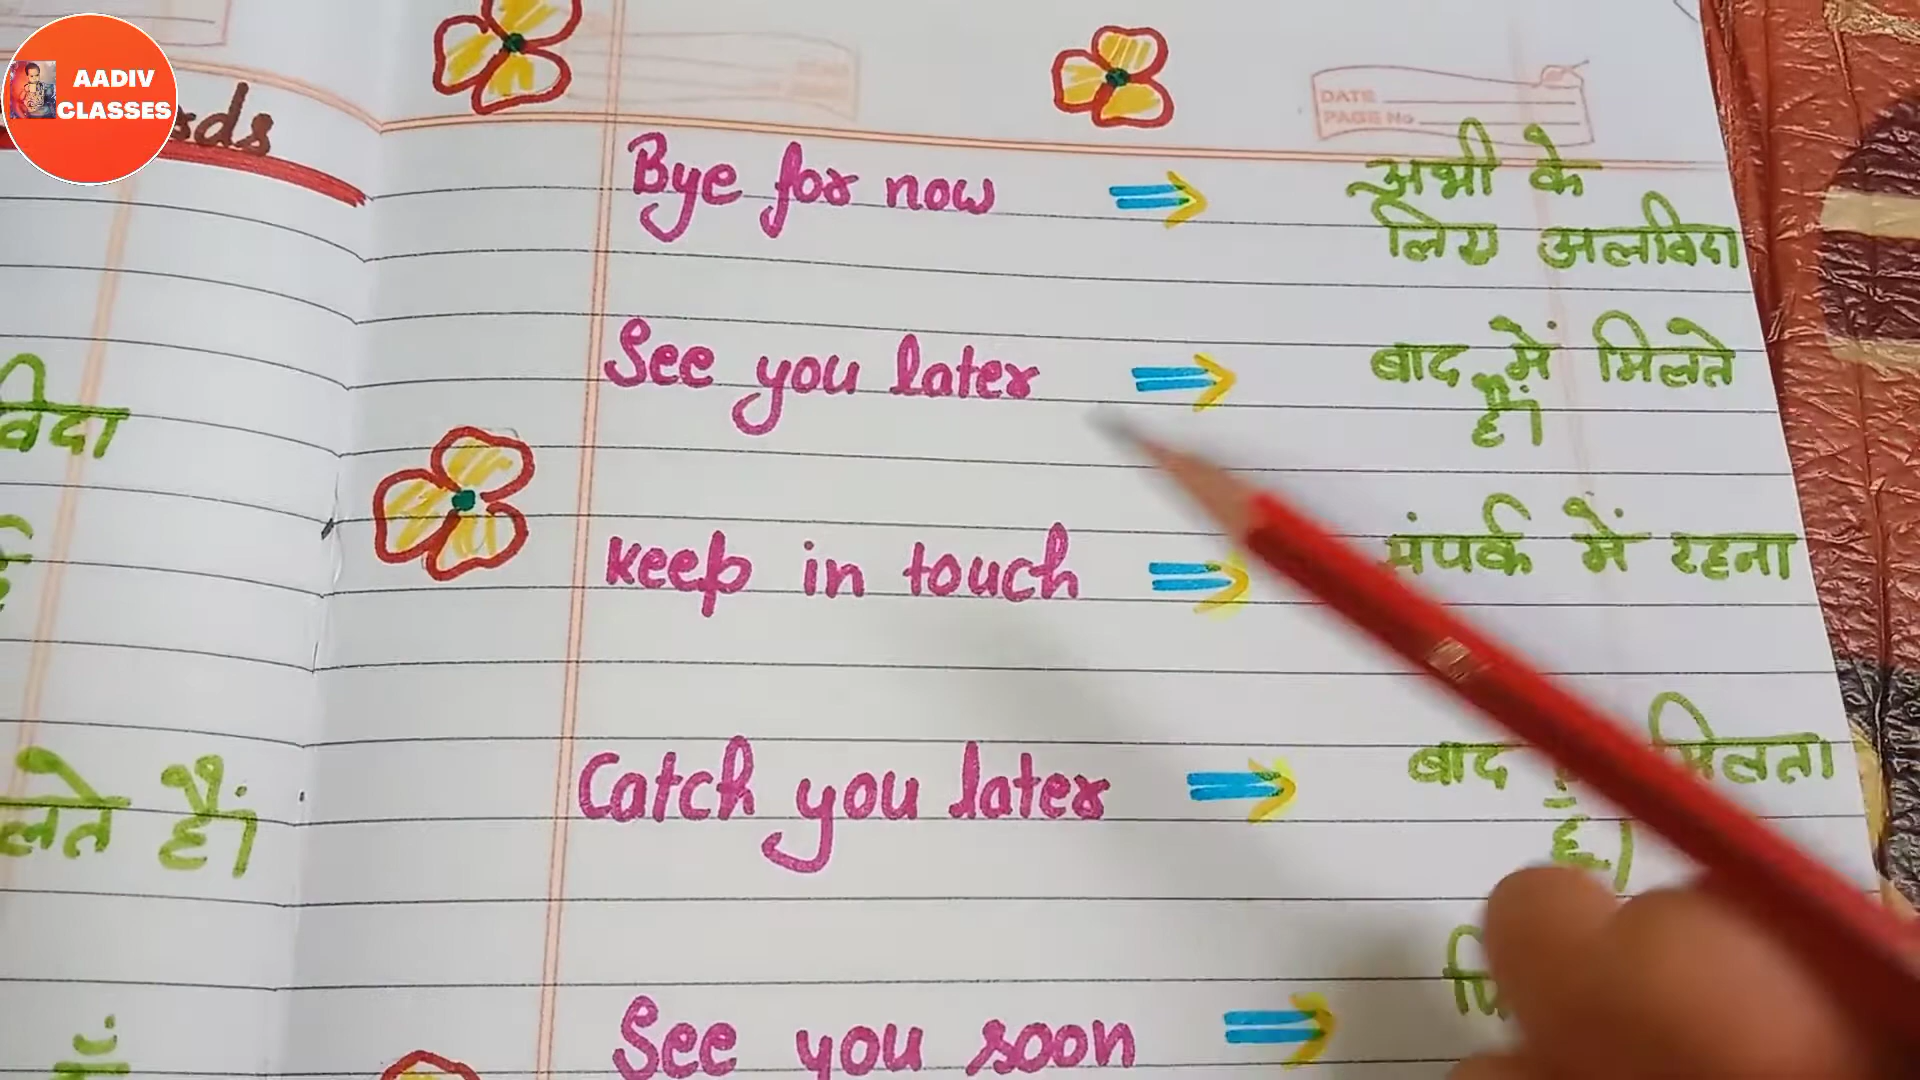 AADIV
CLASSES
DATE
PAGE No
Bye for now
अभी के
लिए अलविदा
See you later
बाद में मिलते
हैं।
keep in touch
संपर्क में रहना
Catch you later
बाद मिलता
हूँ।
See you soon
लते हैं।